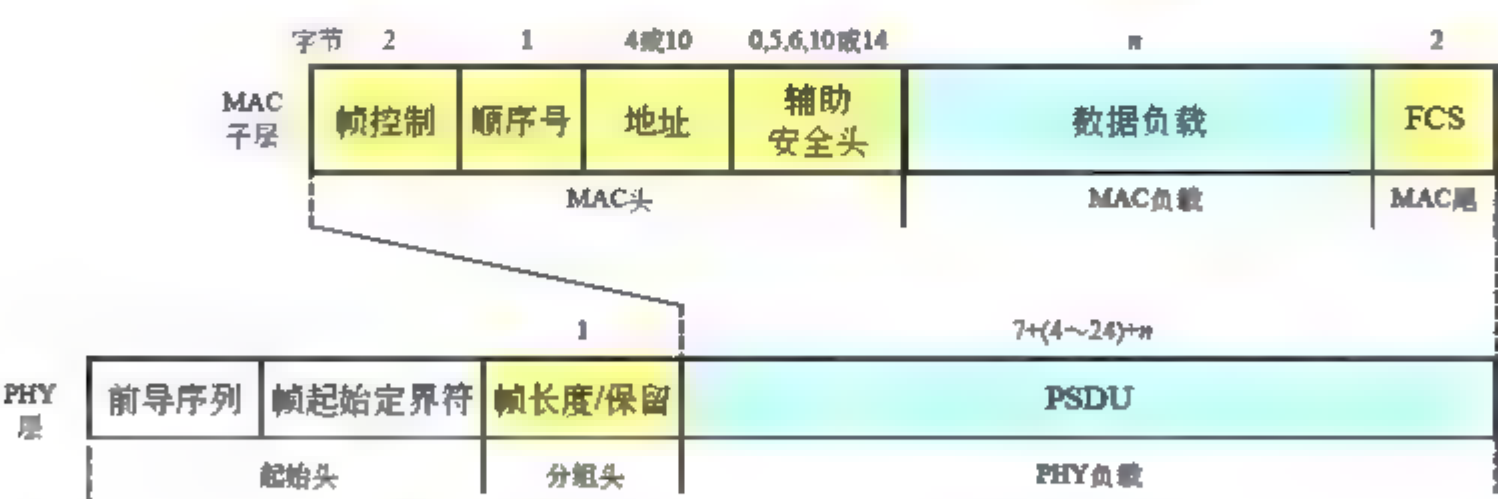 字节 2 1 4或10 0,5,6,10或14 n 2
MAC
子层
帧控制 顺序号 地址 辅助
安全头 数据负载 FCS
MAC头 MAC负载 MAC尾
1 7+(4～24)+n
PHY
层
前导序列 帧起始定界符 帧长度/保留 PSDU
起始头 分组头 PHY负载